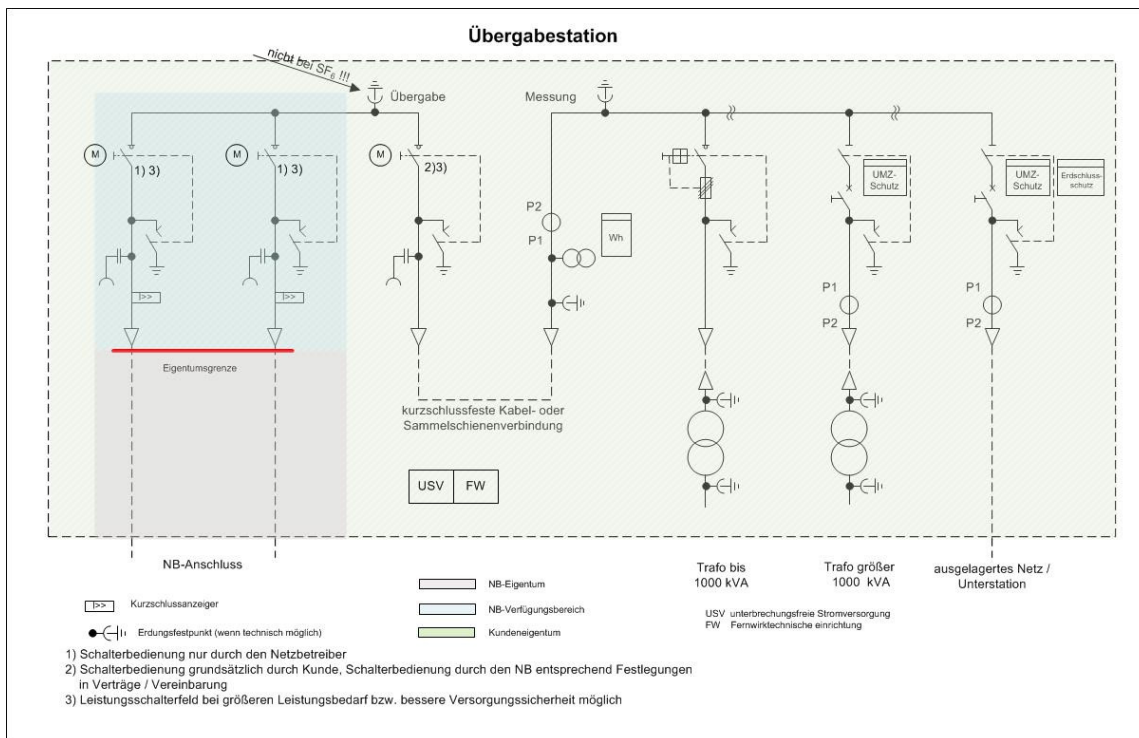 Übergabestation
nicht bei SF₆ !!!
Übergabe
Messung
M
1) 3)
M
1) 3)
M
2)3)
UMZ-
Schutz
UMZ-
Schutz
Erdschluss-
schutz
P2
P1
Wh
I>>
I>>
P1
P2
P1
P2
Eigentumsgrenze
kurzschlussfeste Kabel- oder
Sammelschienenverbindung
USV FW
NB-Anschluss
Trafo bis
1000 kVA
Trafo größer
1000 kVA
ausgelagertes Netz /
Unterstation
I>> Kurzschlussanzeiger
Erdungsfestpunkt (wenn technisch möglich)
NB-Eigentum
NB-Verfügungsbereich
Kundeneigentum
USV unterbrechungsfreie Stromversorgung
FW Fernwirktechnische einrichtung
1) Schalterbedienung nur durch den Netzbetreiber
2) Schalterbedienung grundsätzlich durch Kunde, Schalterbedienung durch den NB entsprechend Festlegungen
in Verträge / Vereinbarung
3) Leistungsschalterfeld bei größeren Leistungsbedarf bzw. bessere Versorgungssicherheit möglich